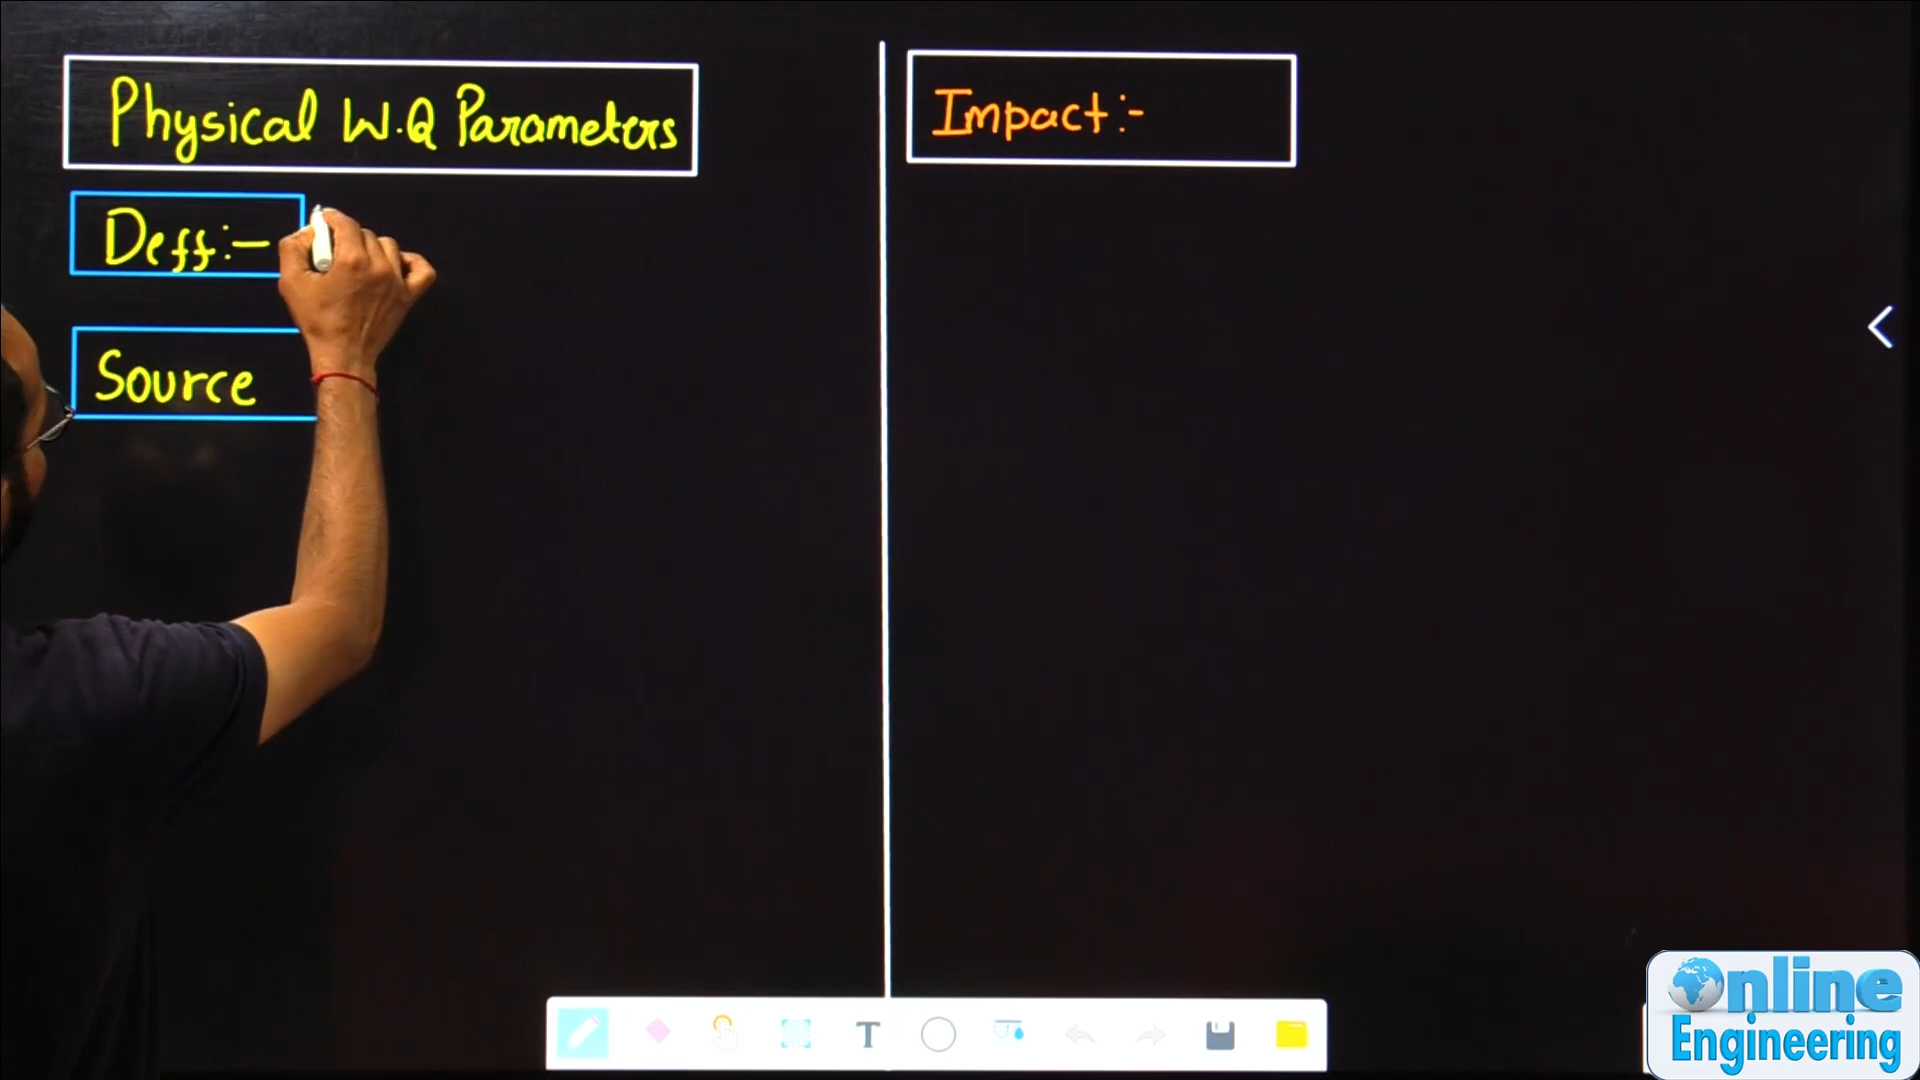 Physical W.Q Parameters
Deff:-
Source
Impact:-
T
Online
Engineering